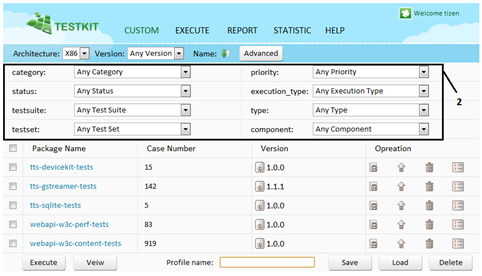 Welcome tizen
TESTKIT CUSTOM EXECUTE REPORT STATISTIC HELP
Architecture: X86 Version: Any Version Name: Advanced
category: Any Category priority: Any Priority
status: Any Status execution_type: Any Execution Type
2
testsuite: Any Test Suite type: Any Type
testset: Any Test Set component: Any Component
Package Name Case Number Version Opreation
tts-devicekit-tests 15 1.0.0
tts-gstreamer-tests 142 1.1.1
tts-sqlite-tests 5 1.0.0
webapi-w3c-perf-tests 83 1.0.0
webapi-w3c-content-tests 919 1.0.0
Execute Veiw Profile name: Save Load Delete